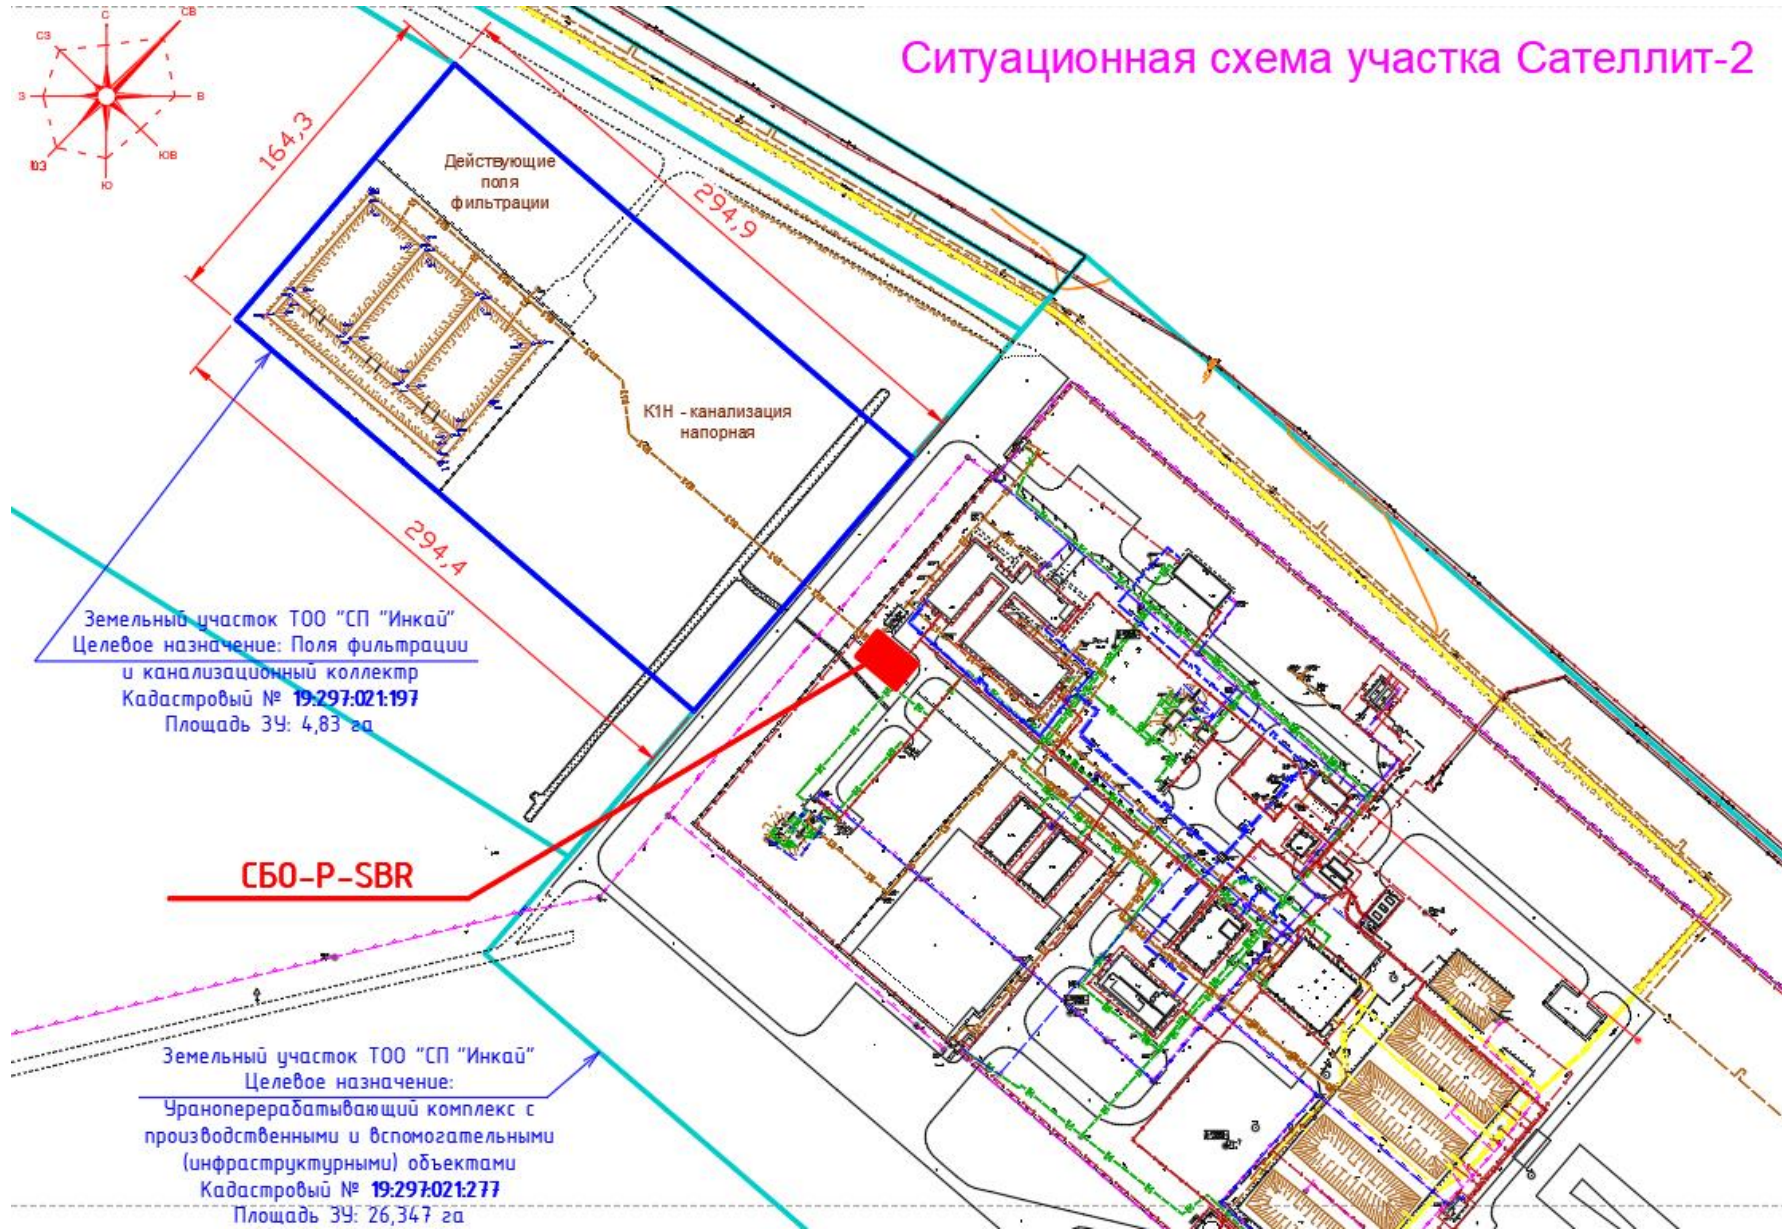 Ситуационная схема участка Сателлит-2
С
СВ
В
ЮВ
Ю
ЮЗ
З
СЗ
164,3
Действующие
поля
фильтрации
294,9
К1Н - канализация
напорная
294,4
Земельный участок ТОО "СП "Инкай"
Целевое назначение: Поля фильтрации
и канализационный коллектр
Кадастровый № 19:297:021:197
Площадь ЗУ: 4,83 га
СБО-Р-SBR
Земельный участок ТОО "СП "Инкай"
Целевое назначение:
Ураноперерабатывающий комплекс с
производственными и вспомогательными
(инфраструктурными) объектами
Кадастровый № 19:297:021:277
Площадь ЗУ: 26,347 га